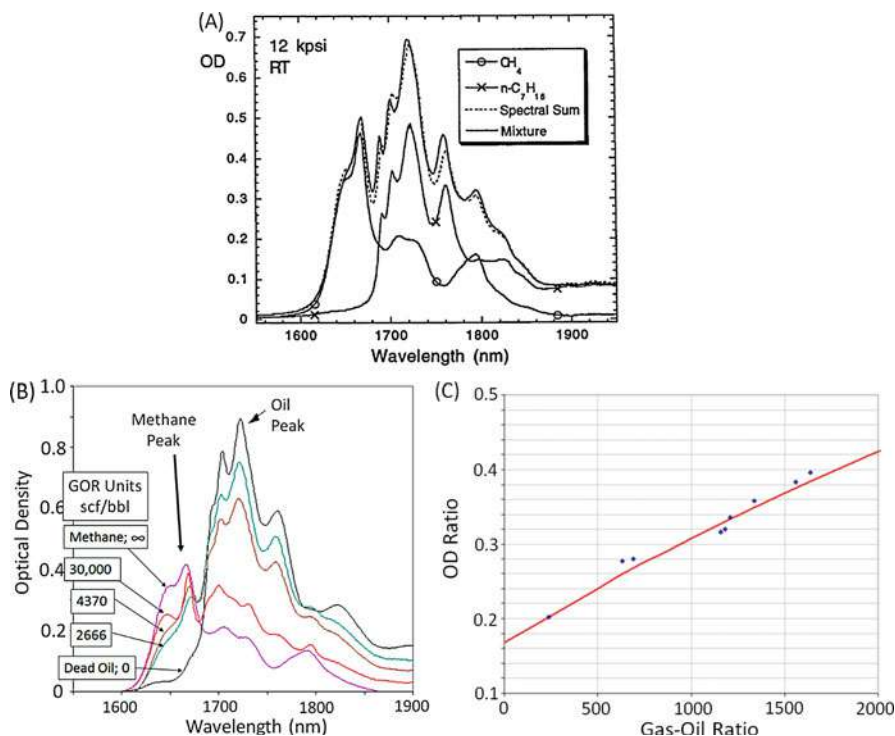 (A)
12 kpsi
RT
OD
0.7
0.6
0.5
0.4
0.3
0.2
0.1
0
CH4
n-C7H16
Spectral Sum
Mixture
1600 1700 1800 1900
Wavelength (nm)
(B)
Optical Density
1.0
0.8
0.6
0.4
0.2
0
Methane
Peak
Oil
Peak
GOR Units
scf/bbl
Methane; ∞
30,000
4370
2666
Dead Oil; 0
1600 1700 1800 1900
Wavelength (nm)
(C)
OD Ratio
0.5
0.4
0.3
0.2
0.1
0 500 1000 1500 2000
Gas-Oil Ratio